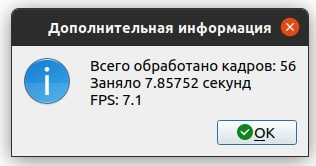 Дополнительная информация
Всего обработано кадров: 56
Заняло 7.85752 секунд
FPS: 7.1
OK